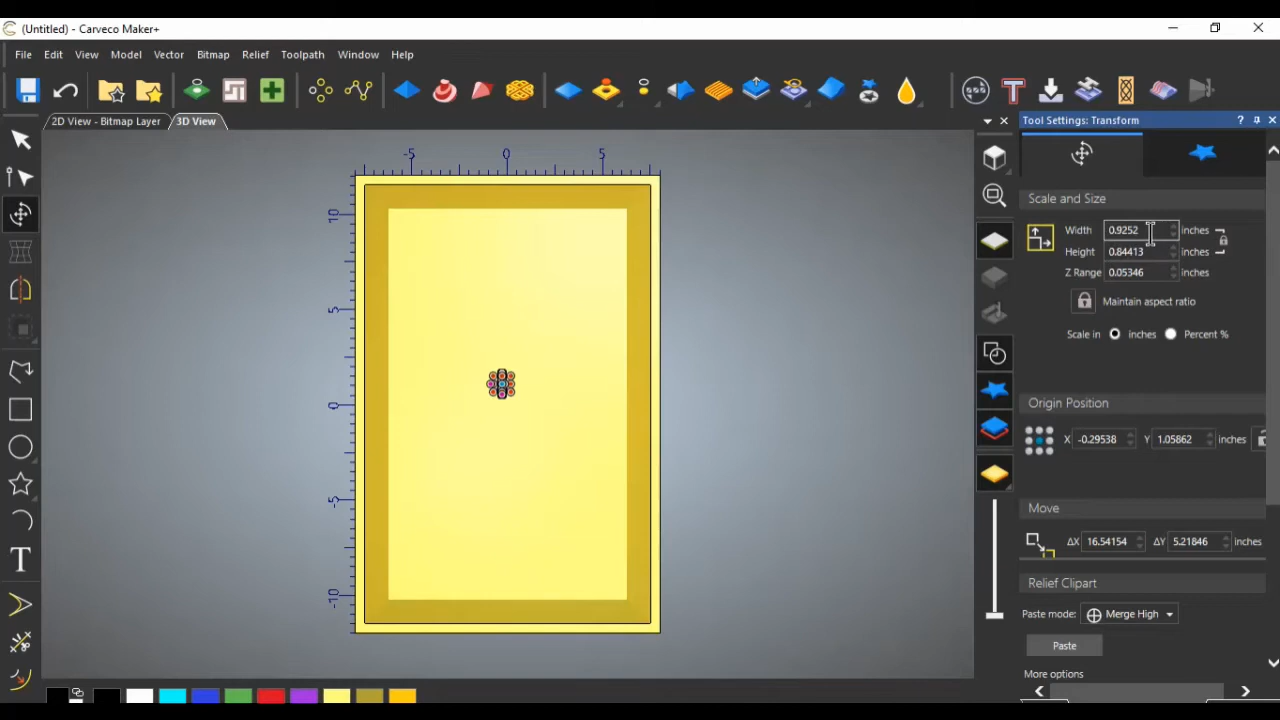 (Untitled) - Carveco Maker+
File Edit View Model Vector Bitmap Relief Toolpath Window Help
2D View - Bitmap Layer 3D View
Tool Settings: Transform
-5 0 5
10
5
0
-5
-10
Scale and Size
Width 0.9252 inches
Height 0.84413 inches
Z Range 0.05346 inches
Maintain aspect ratio
Scale in inches Percent %
Origin Position
X -0.29538 Y 1.05862 inches
Move
ΔX 16.54154 ΔY 5.21846 inches
Relief Clipart
Paste mode: Merge High
Paste
More options
T